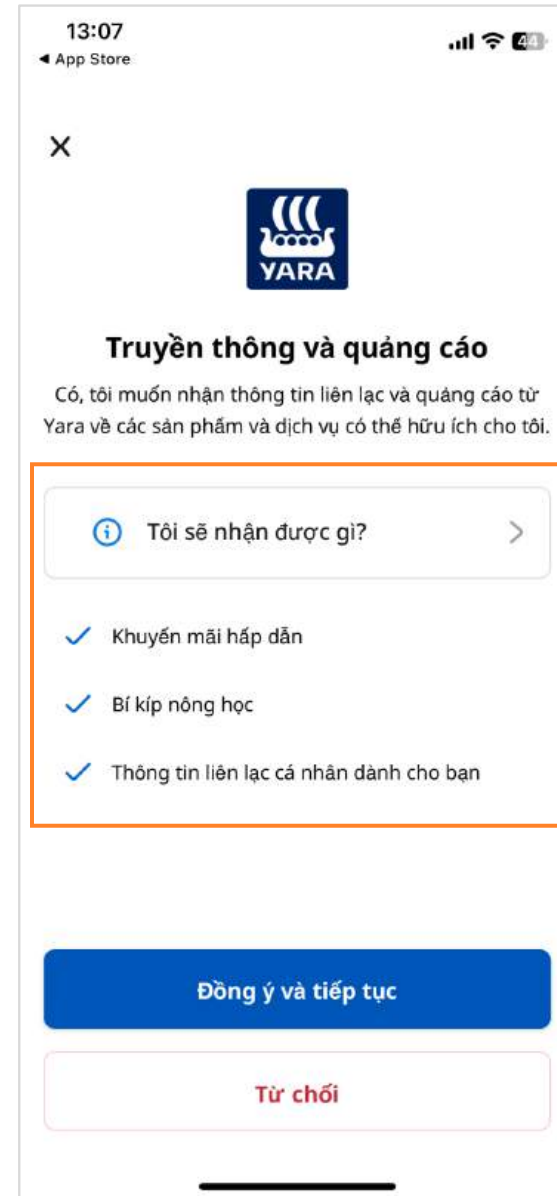 13:07
◀ App Store
44
YARA
Truyền thông và quảng cáo
Có, tôi muốn nhận thông tin liên lạc và quảng cáo từ
Yara về các sản phẩm và dịch vụ có thể hữu ích cho tôi.
Tôi sẽ nhận được gì?
Khuyến mãi hấp dẫn
Bí kíp nông học
Thông tin liên lạc cá nhân dành cho bạn
Đồng ý và tiếp tục
Từ chối